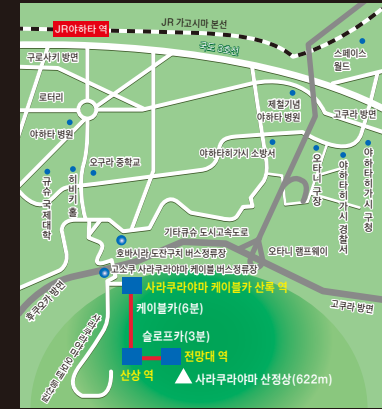 JR야하타 역
JR 가고시마 본선
국도 3호선
스페이스
월드
구로사키 방면
로터리
제철기념
야하타 병원
고쿠라 방면
야하타 병원
오구라 중학교
야하타히가시 소방서
규슈 국제대학
히비키 홀
오타니 구장
야하타히가시 경찰서
야하타히가시 구청
기타큐슈 도시고속도로
호바시라 도산구치 버스정류장
오타니 램프웨이
고소쿠 사라쿠라야마 케이블 버스정류장
후쿠오카 방면
사라쿠라야마 케이블카 산록 역
고쿠라 방면
케이블카(6분)
슬로프카(3분)
전망대 역
산상 역
사라쿠라야마 산정상(622m)